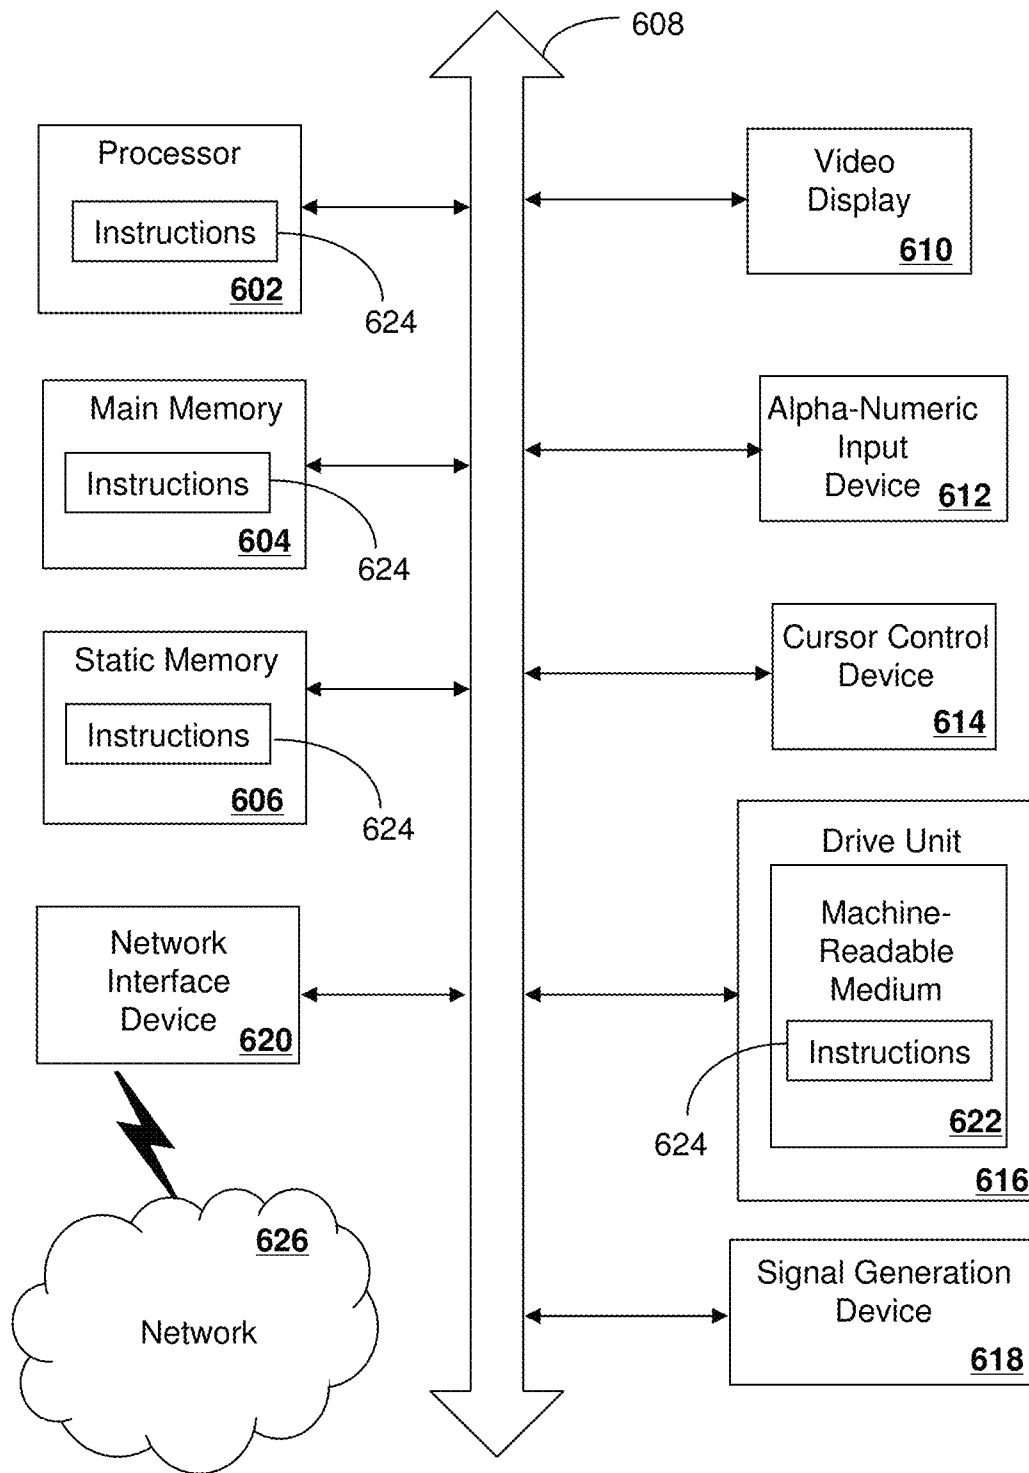 608
Processor
Instructions
602
624
Video
Display
610
Main Memory
Instructions
604
624
Alpha-Numeric
Input
Device
612
Static Memory
Instructions
606
624
Cursor Control
Device
614
Network
Interface
Device
620
Drive Unit
Machine-
Readable
Medium
Instructions
622
624
616
626
Network
Signal Generation
Device
618